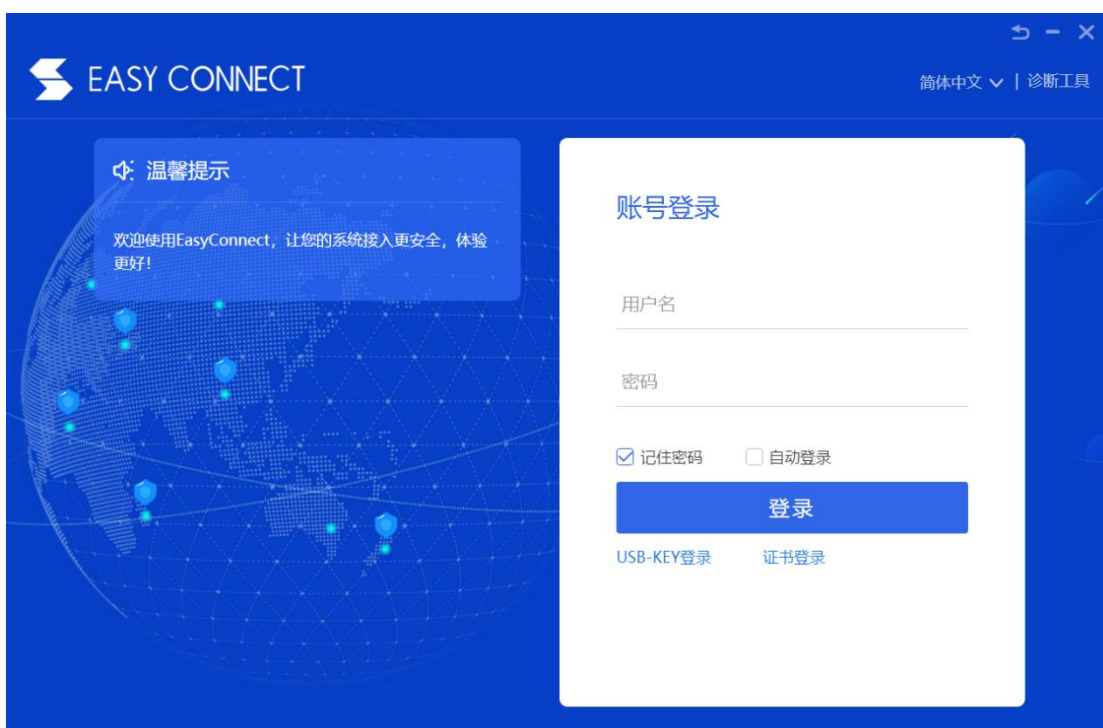 EASY CONNECT
简体中文 | 诊断工具
温馨提示
欢迎使用EasyConnect，让您的系统接入更安全，体验
更好！
账号登录
用户名
密码
记住密码 自动登录
登录
USB-KEY登录 证书登录